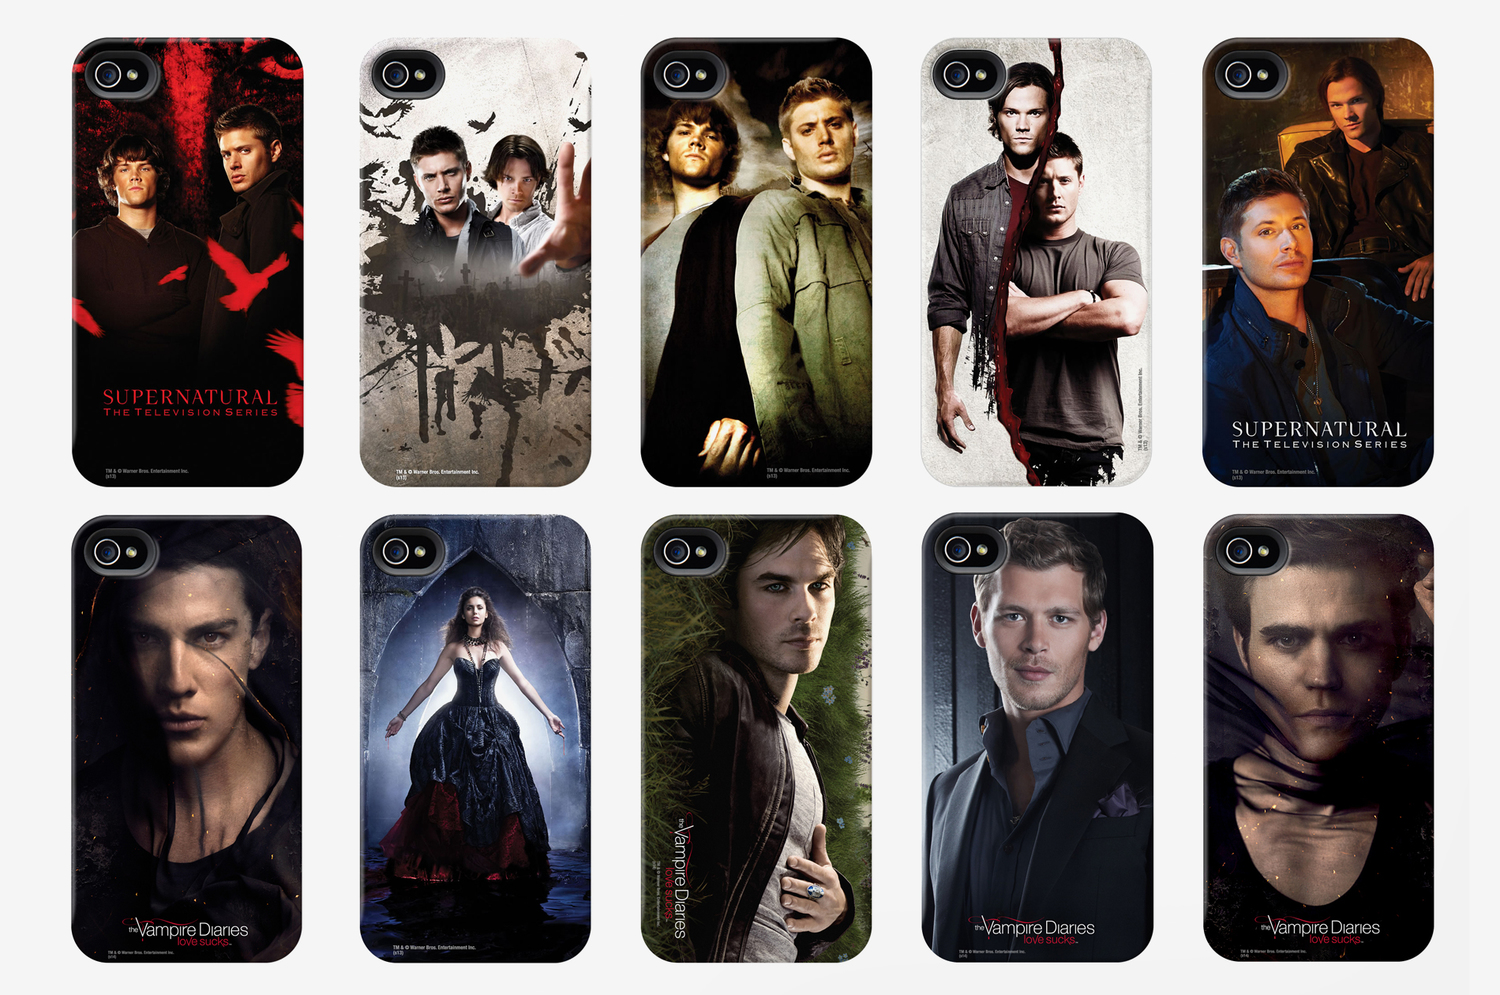 SUPERNATURAL
THE TELEVISION SERIES
TM & © Warner Bros. Entertainment Inc.
(s13)
TM & © Warner Bros. Entertainment Inc.
(s13)
TM & © Warner Bros. Entertainment Inc.
(s13)
TM & © Warner Bros. Entertainment Inc.
(s13)
SUPERNATURAL
THE TELEVISION SERIES
TM & © Warner Bros. Entertainment Inc.
(s13)
the Vampire Diaries
love sucks™
TM & © Warner Bros. Entertainment Inc.
(s13)
TM & © Warner Bros. Entertainment Inc.
(s13)
the Vampire Diaries
love sucks
the Vampire Diaries
love sucks™
TM & © Warner Bros. Entertainment Inc.
(s13)
the Vampire Diaries
love sucks™
TM & © Warner Bros. Entertainment Inc.
(s13)